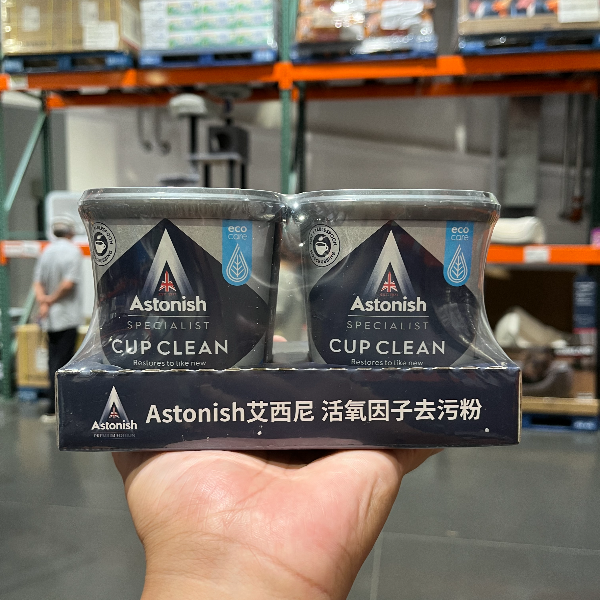 eco
care
Astonish
SPECIALIST
CUP CLEAN
Restores to like new
eco
care
Astonish
SPECIALIST
CUP CLEAN
Restores to like new
Astonish
Astonish艾西尼 活氧因子去污粉